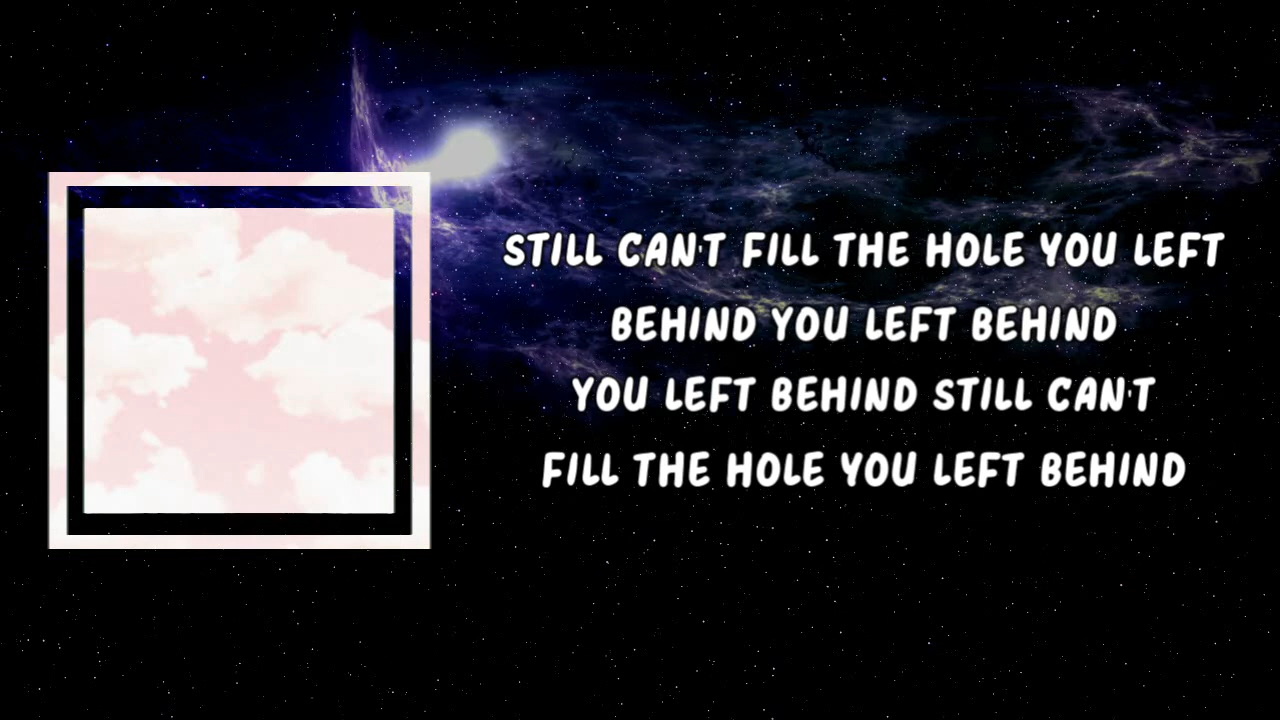 STILL CAN'T FILL THE HOLE YOU LEFT
BEHIND YOU LEFT BEHIND
YOU LEFT BEHIND STILL CAN'T
FILL THE HOLE YOU LEFT BEHIND